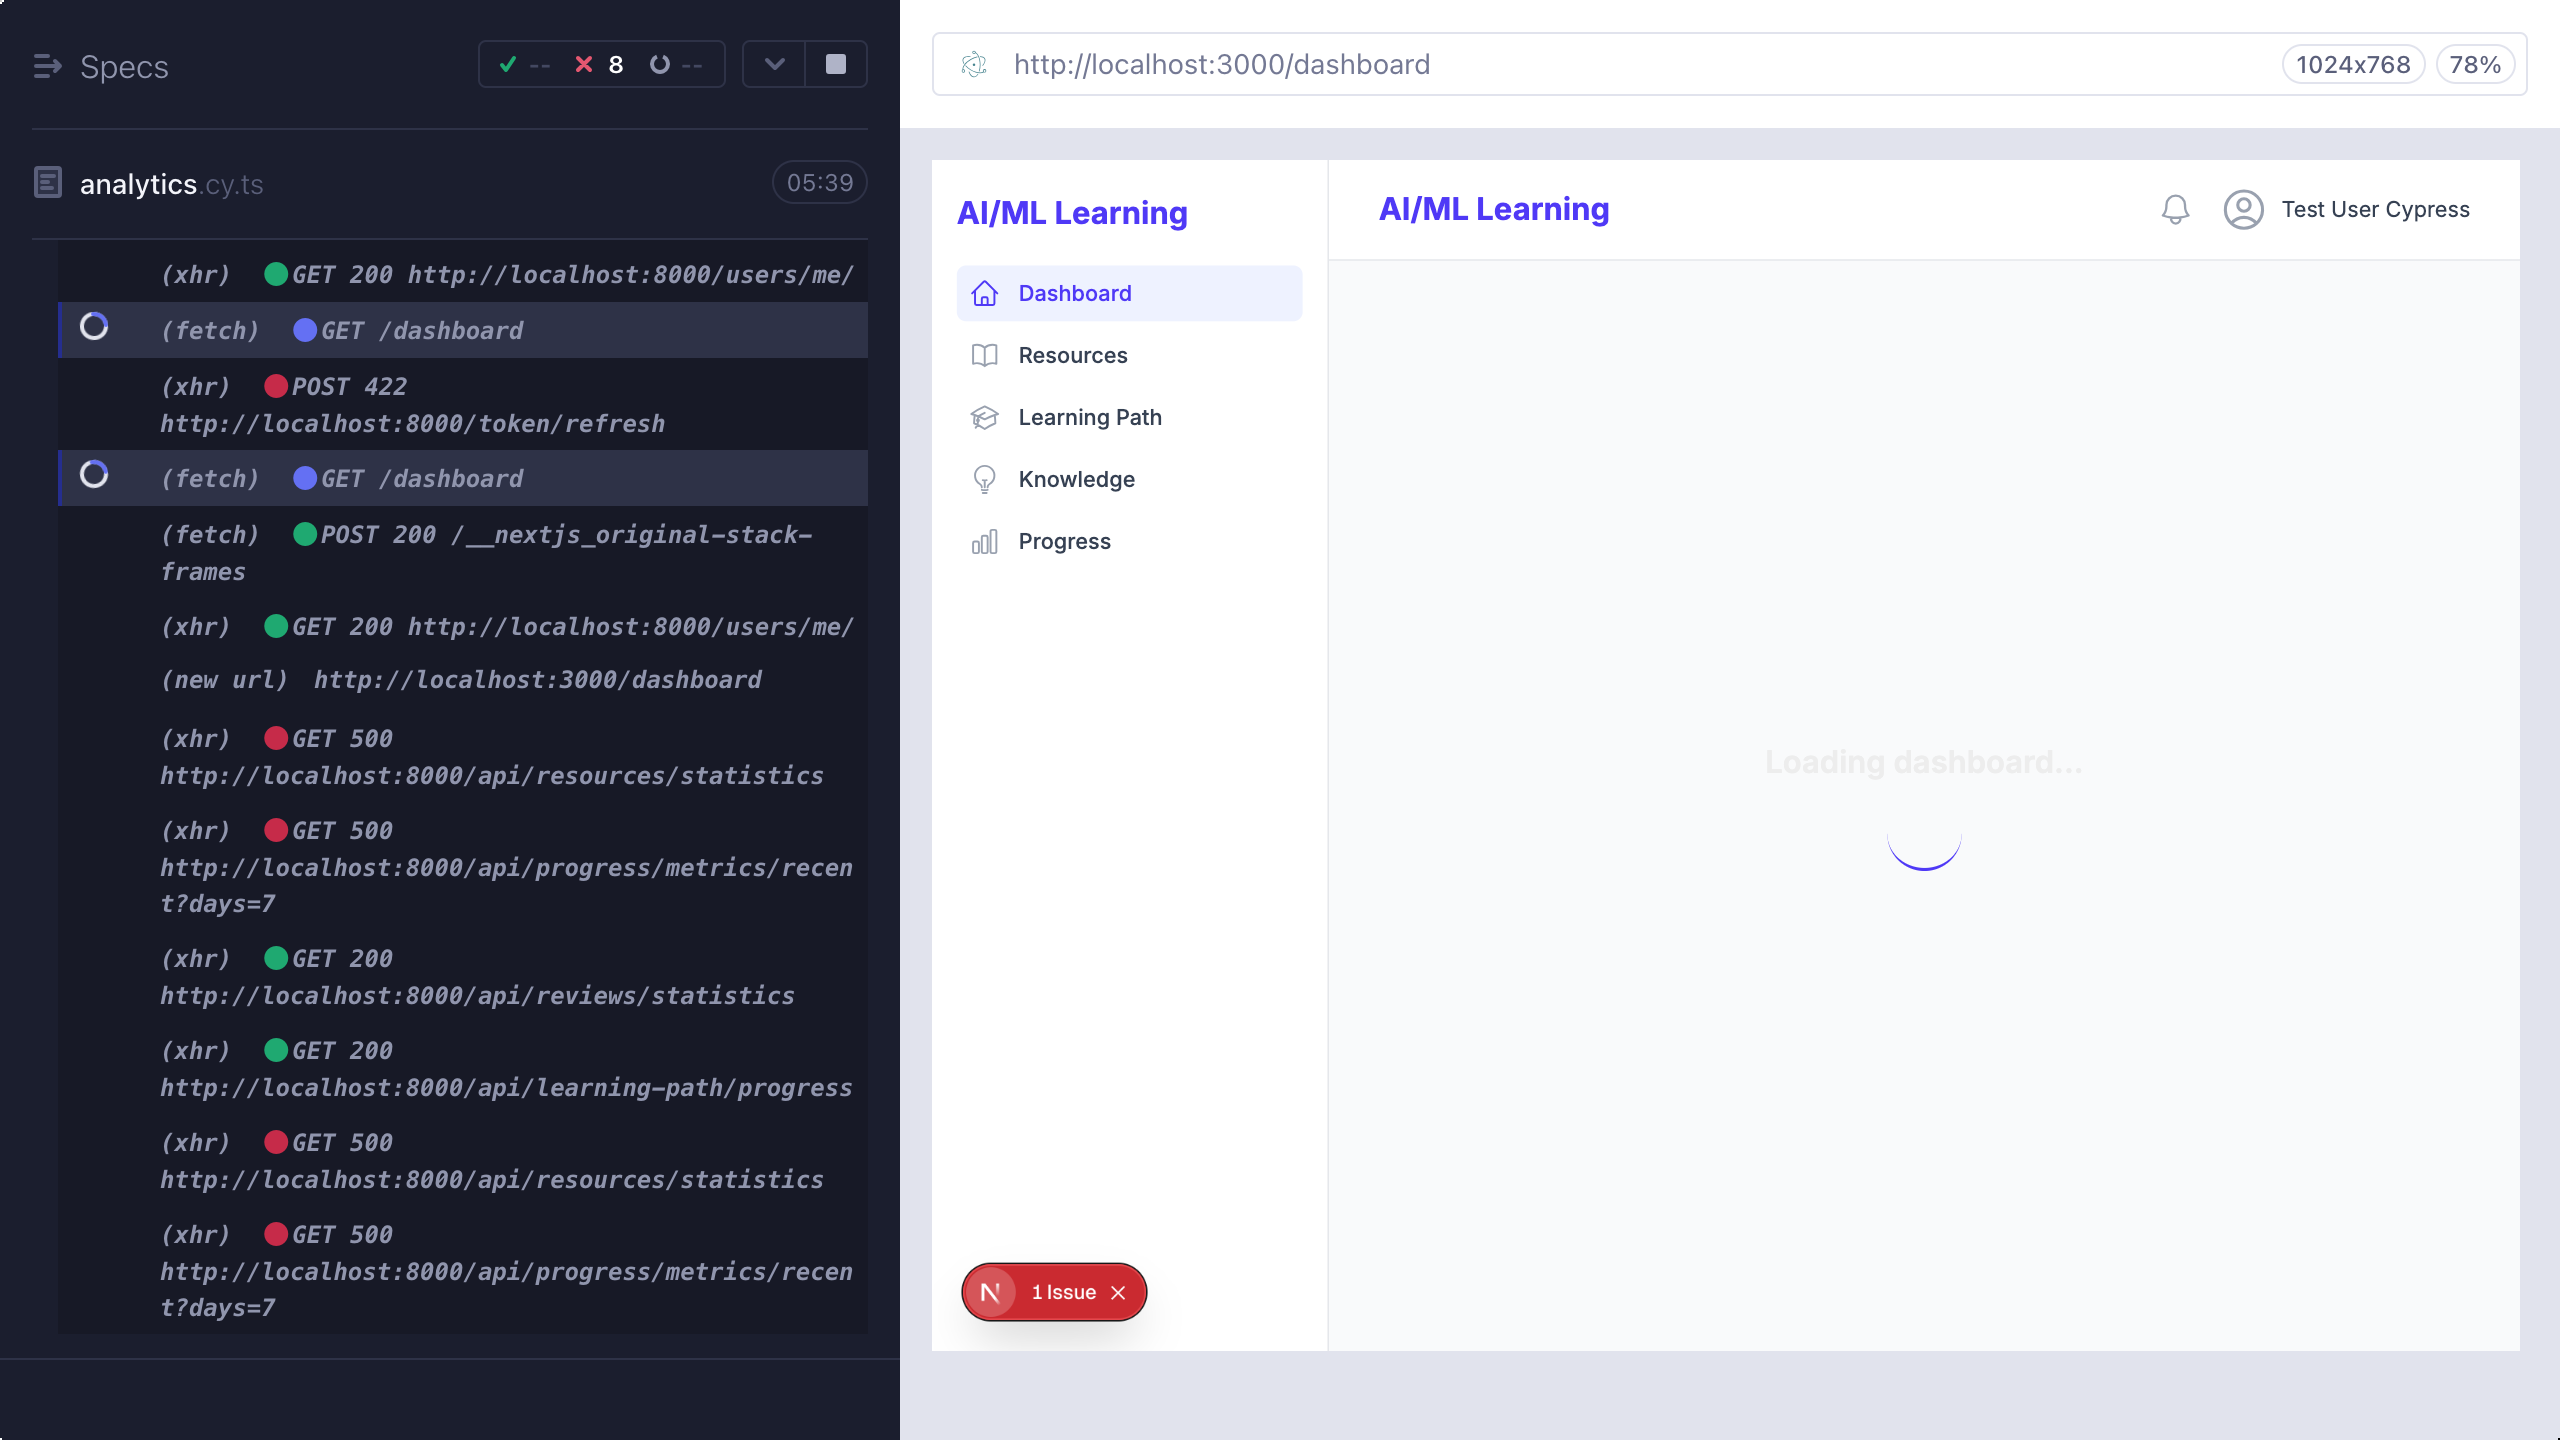 Specs
-- 8 --
analytics.cy.ts
05:39
(xhr) GET 200 http://localhost:8000/users/me/
(fetch) GET /dashboard
(xhr) POST 422
http://localhost:8000/token/refresh
(fetch) GET /dashboard
(fetch) POST 200 /__nextjs_original-stack-
frames
(xhr) GET 200 http://localhost:8000/users/me/
(new url) http://localhost:3000/dashboard
(xhr) GET 500
http://localhost:8000/api/resources/statistics
(xhr) GET 500
http://localhost:8000/api/progress/metrics/recen
t?days=7
(xhr) GET 200
http://localhost:8000/api/reviews/statistics
(xhr) GET 200
http://localhost:8000/api/learning-path/progress
(xhr) GET 500
http://localhost:8000/api/resources/statistics
(xhr) GET 500
http://localhost:8000/api/progress/metrics/recen
t?days=7
http://localhost:3000/dashboard
1024x768
78%
AI/ML Learning
Dashboard
Resources
Learning Path
Knowledge
Progress
N 1 Issue
AI/ML Learning
Test User Cypress
Loading dashboard...